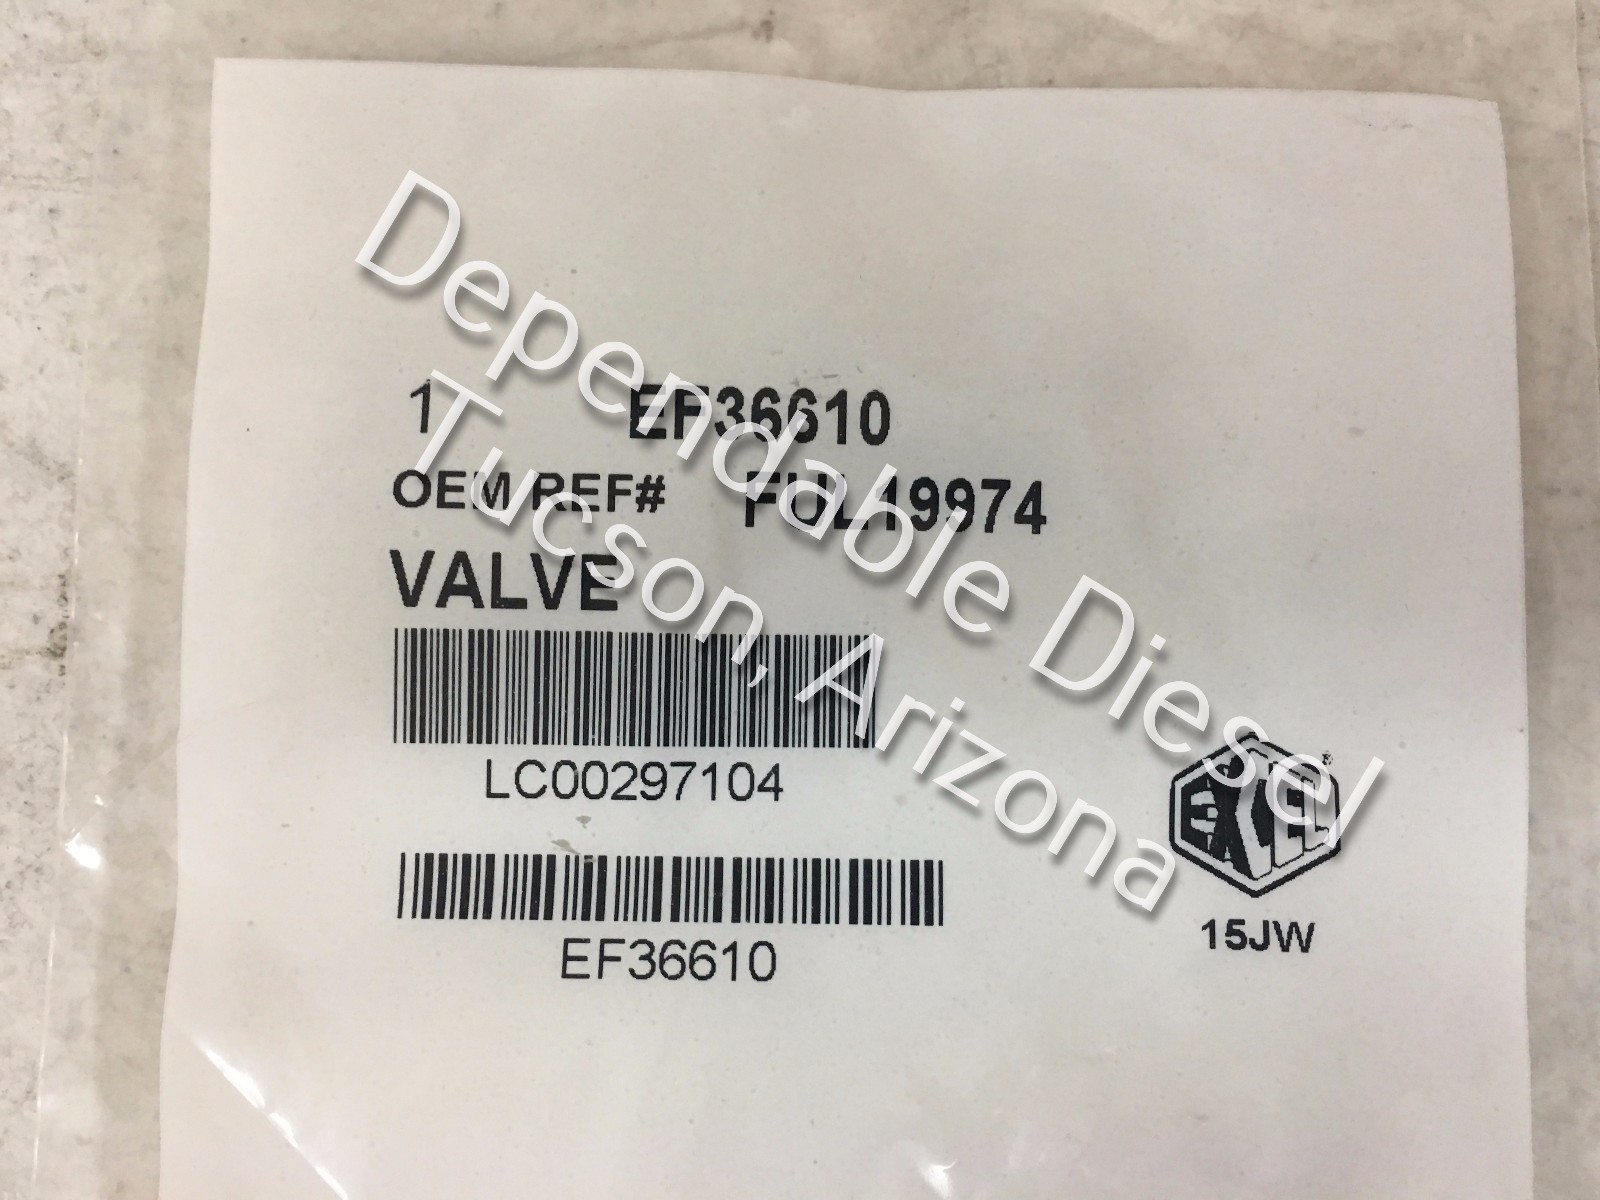 1 EF36610
OEM REF# FUL19974
VALVE
LC00297104
EF36610
EXCEL
®
15JW
Dependable Diesel
Tucson, Arizona